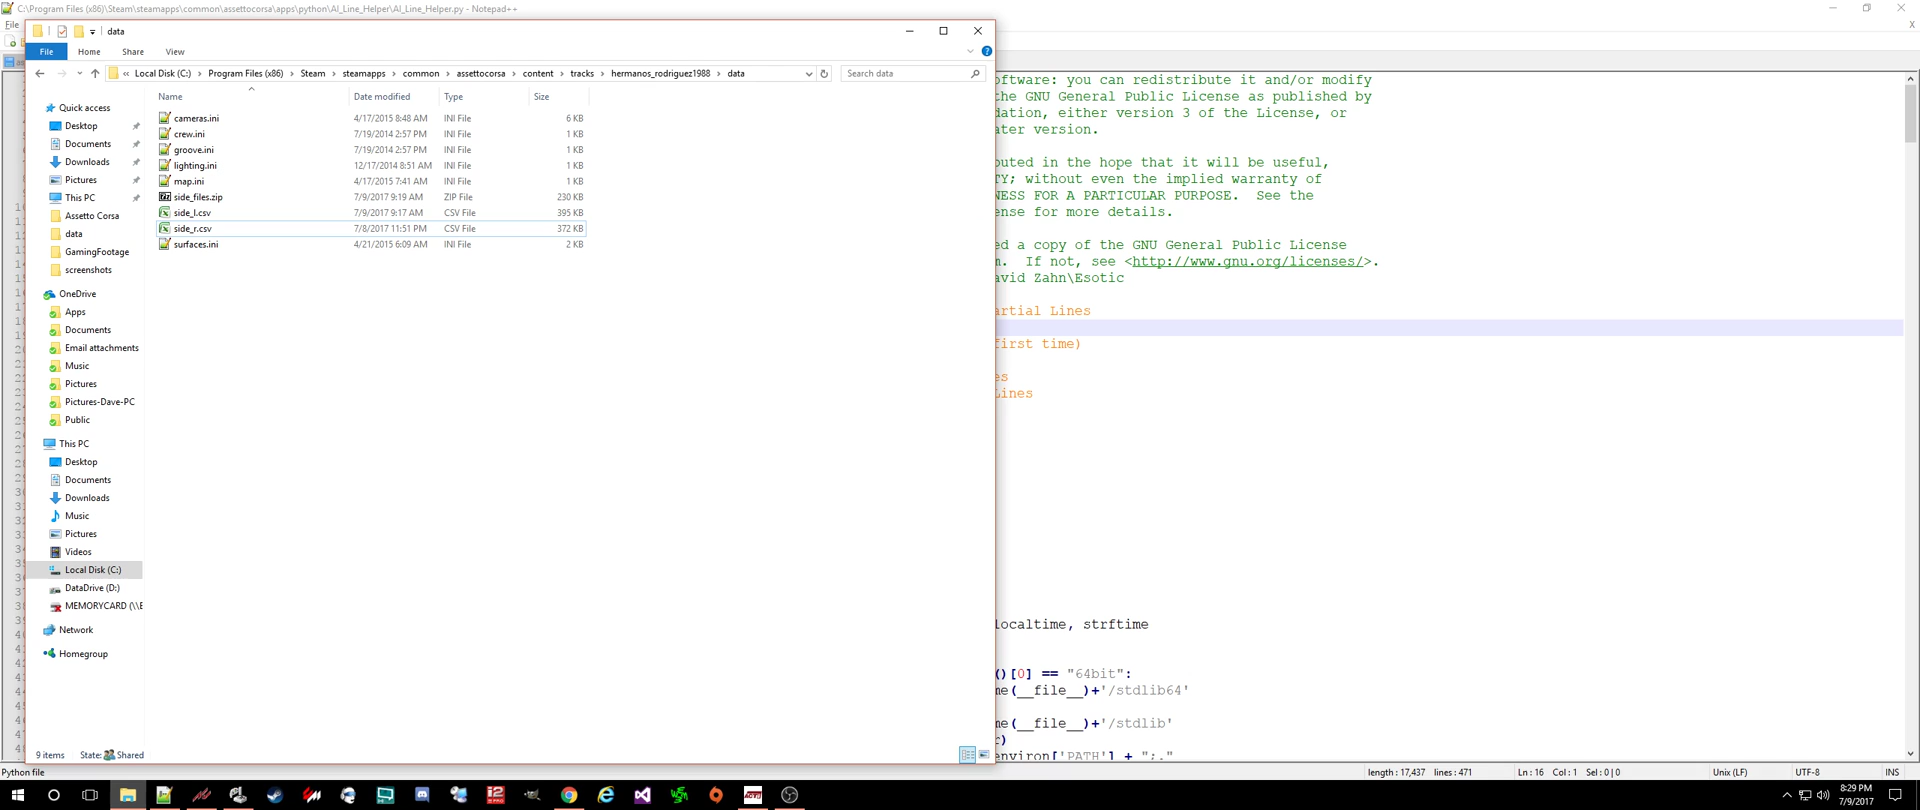 C:\Program Files (x86)\Steam\steamapps\common\assettocorsa\apps\python\AI_Line_Helper\AI_Line_Helper.py - Notepad++
File
data
File Home Share View
« Local Disk (C:) > Program Files (x86) > Steam > steamapps > common > assettocorsa > content > tracks > hermanos_rodriguez1988 > data
Search data
Name Date modified Type Size
cameras.ini 4/17/2015 8:48 AM INI File 6 KB
crew.ini 7/19/2014 2:57 PM INI File 1 KB
groove.ini 7/19/2014 2:57 PM INI File 1 KB
lighting.ini 12/17/2014 8:51 AM INI File 1 KB
map.ini 4/17/2015 7:41 AM INI File 1 KB
side_files.zip 7/9/2017 9:19 AM ZIP File 230 KB
side_l.csv 7/9/2017 9:17 AM CSV File 395 KB
side_r.csv 7/8/2017 11:51 PM CSV File 372 KB
surfaces.ini 4/21/2015 6:09 AM INI File 2 KB
Quick access
Desktop
Documents
Downloads
Pictures
This PC
Assetto Corsa
data
GamingFootage
screenshots
OneDrive
Apps
Documents
Email attachments
Music
Pictures
Pictures-Dave-PC
Public
This PC
Desktop
Documents
Downloads
Music
Pictures
Videos
Local Disk (C:)
DataDrive (D:)
MEMORYCARD (\\E
Network
Homegroup
9 items State: Shared
oftware: you can redistribute it and/or modify
the GNU General Public License as published by
dation, either version 3 of the License, or
ater version.
buted in the hope that it will be useful,
TY; without even the implied warranty of
NESS FOR A PARTICULAR PURPOSE. See the
ense for more details.
ed a copy of the GNU General Public License
m. If not, see <http://www.gnu.org/licenses/>.
avid Zahn\Esotic
artial Lines
first time)
es
Lines
localtime, strftime
()[0] == "64bit":
me(__file__)+'/stdlib64'
me(__file__)+'/stdlib'
r)
environ['PATH'] + ";."
Python file
length : 17,437 lines : 471
Ln : 16 Col : 1 Sel : 0 | 0
Unix (LF)
UTF-8
INS
8:29 PM
7/9/2017